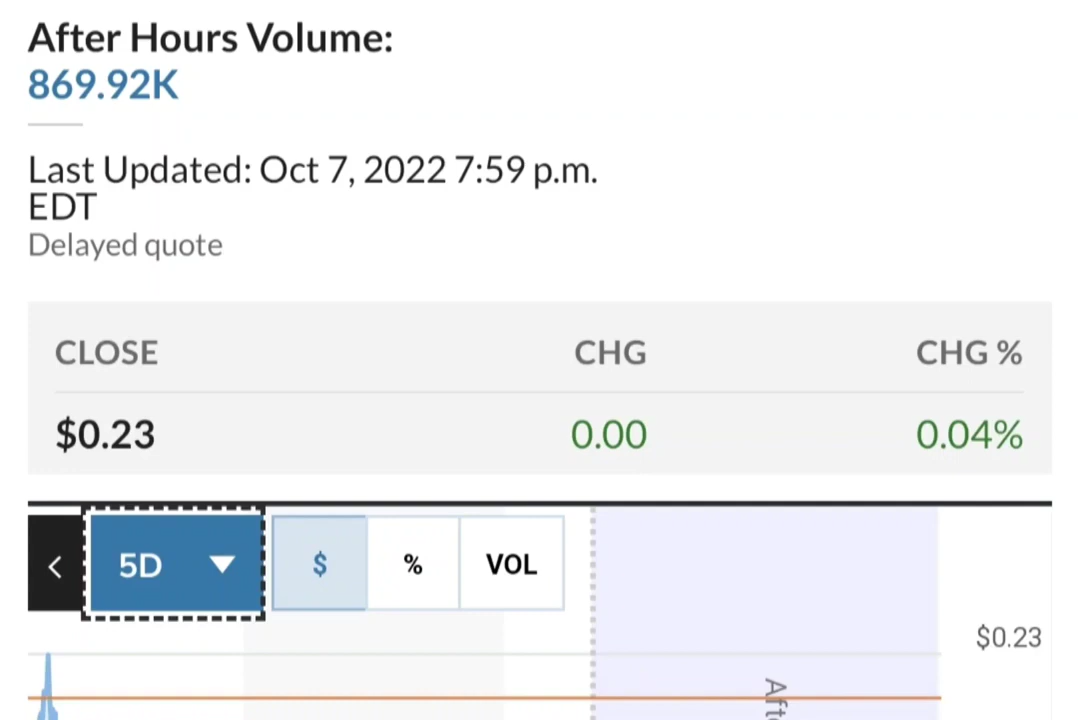 After Hours Volume:
869.92K
Last Updated: Oct 7, 2022 7:59 p.m.
EDT
Delayed quote
CLOSE CHG CHG %
$0.23 0.00 0.04%
5D $ % VOL
$0.23